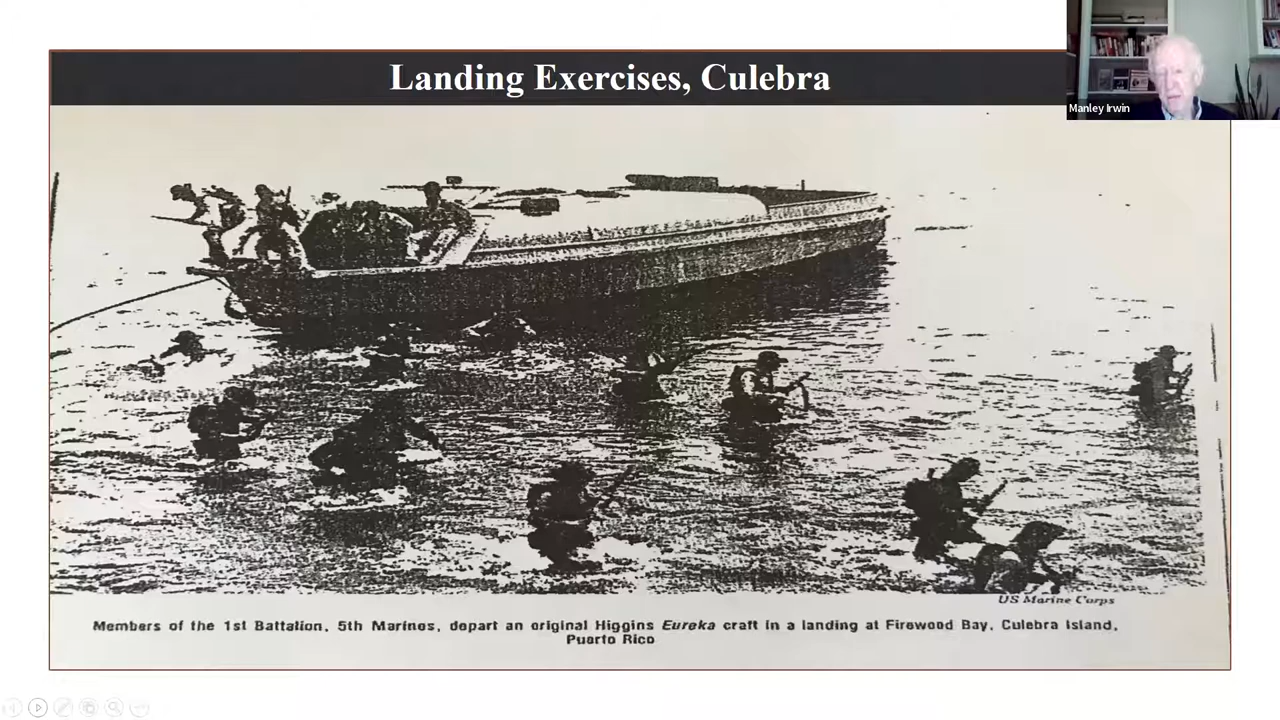 Landing Exercises, Culebra
Manley Irwin
US Marine Corps
Members of the 1st Battalion, 5th Marines, depart an original Higgins Eureka craft in a landing at Firewood Bay, Culebra Island,
Puerto Rico